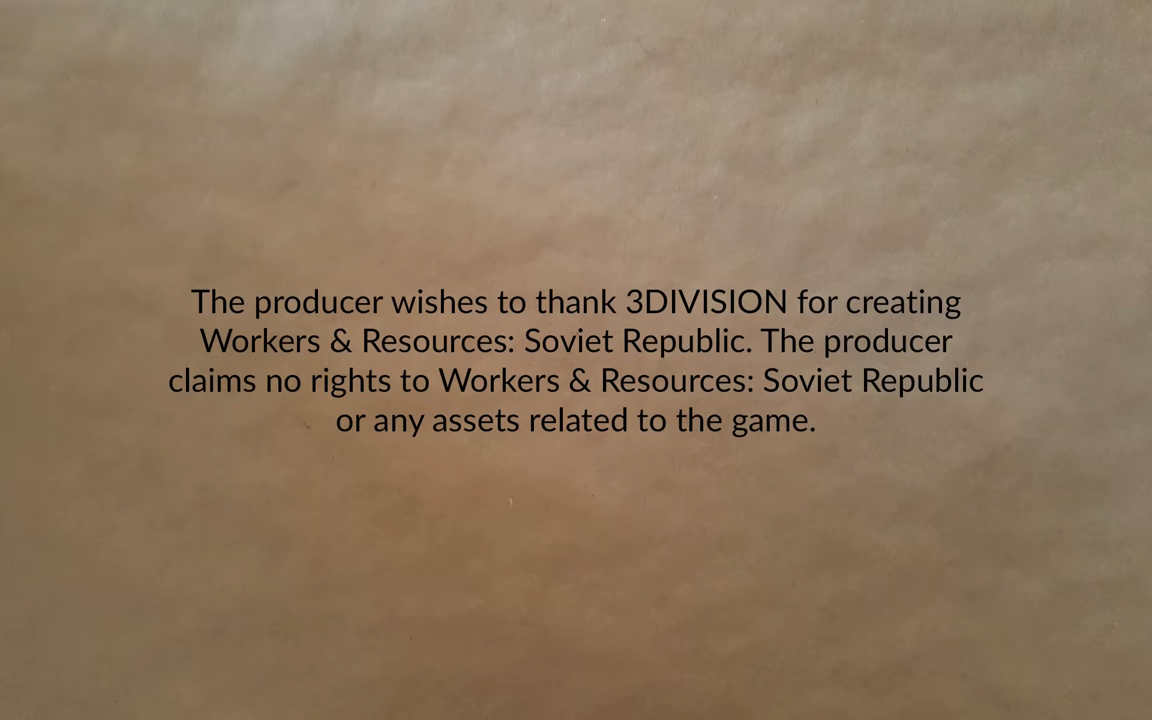 The producer wishes to thank 3DIVISION for creating
Workers & Resources: Soviet Republic. The producer
claims no rights to Workers & Resources: Soviet Republic
or any assets related to the game.